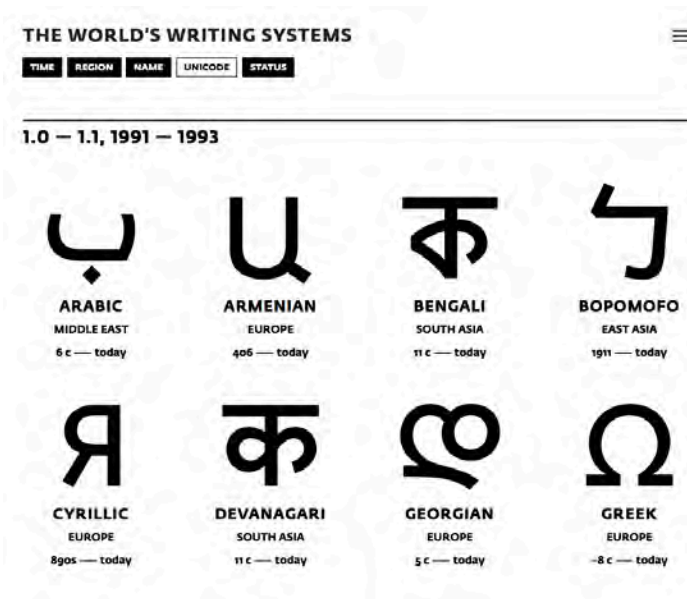 THE WORLD'S WRITING SYSTEMS
TIME REGION NAME UNICODE STATUS
1.0 — 1.1, 1991 — 1993
ب Ա ক ㄋ
ARABIC ARMENIAN BENGALI BOPOMOFO
MIDDLE EAST EUROPE SOUTH ASIA EAST ASIA
6 c — today 406 — today 11 c — today 1911 — today
Я क ღ Ω
CYRILLIC DEVANAGARI GEORGIAN GREEK
EUROPE SOUTH ASIA EUROPE EUROPE
890s — today 11 c — today 5 c — today –8 c — today